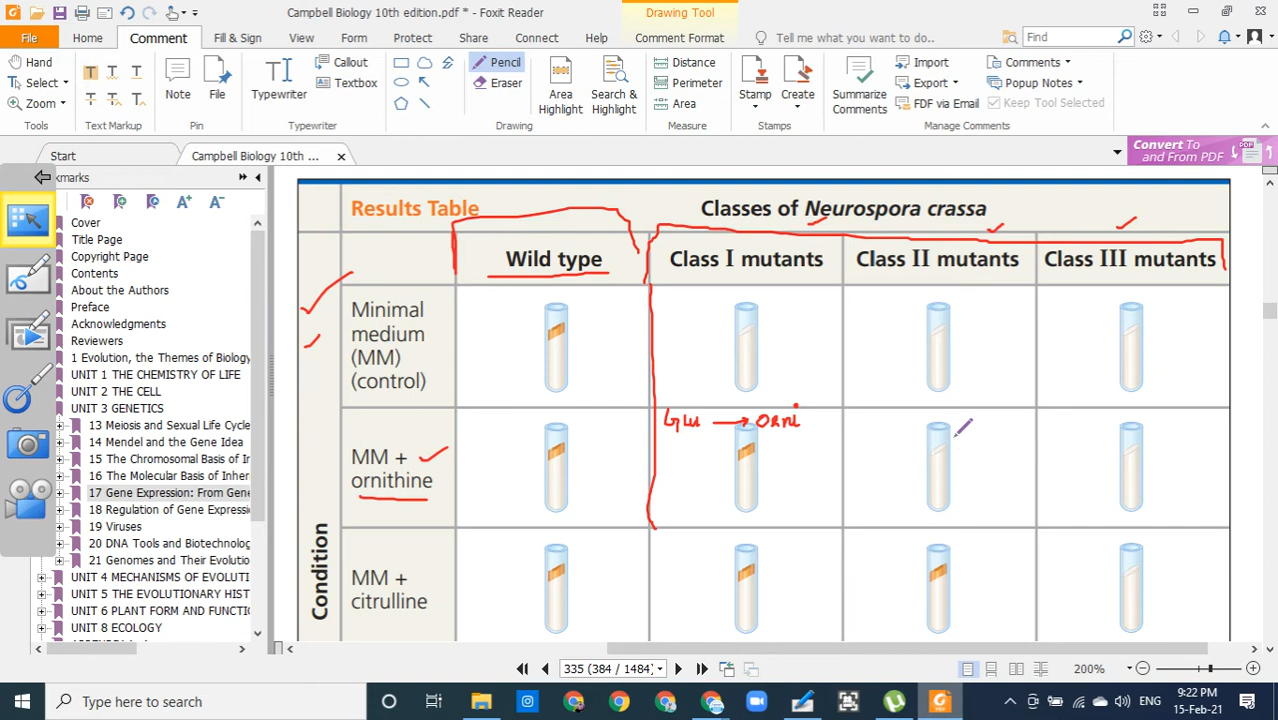 Campbell Biology 10th edition.pdf * - Foxit Reader
Drawing Tool
File
Home
Comment
Fill & Sign
View
Form
Protect
Share
Connect
Help
Comment Format
Tell me what you want to do..
Find
Hand
Select
Zoom
Tools
Text Markup
Note
File
Pin
Typewriter
Callout
Textbox
Typewriter
Pencil
Eraser
Drawing
Area
Highlight
Search &
Highlight
Distance
Perimeter
Area
Measure
Stamp
Create
Stamps
Summarize
Comments
Import
Export
FDF via Email
Comments
Popup Notes
Keep Tool Selected
Manage Comments
Start
Campbell Biology 10th ...
Convert To
and From PDF
kmarks
Cover
Title Page
Copyright Page
Contents
About the Authors
Preface
Acknowledgments
Reviewers
1 Evolution, the Themes of Biology
UNIT 1 THE CHEMISTRY OF LIFE
UNIT 2 THE CELL
UNIT 3 GENETICS
13 Meiosis and Sexual Life Cycle
14 Mendel and the Gene Idea
15 The Chromosomal Basis of In
16 The Molecular Basis of Inher
17 Gene Expression: From Gene
18 Regulation of Gene Expressi
19 Viruses
20 DNA Tools and Biotechnolog
21 Genomes and Their Evolution
UNIT 4 MECHANISMS OF EVOLUTI
UNIT 5 THE EVOLUTIONARY HIST
UNIT 6 PLANT FORM AND FUNCTI
UNIT 8 ECOLOGY
Results Table
Classes of Neurospora crassa
Wild type
Class I mutants
Class II mutants
Class III mutants
Condition
Minimal
medium
(MM)
(control)
MM +
ornithine
Glu → Orni
MM +
citrulline
335 (384 / 1484)
200%
Type here to search
ENG
9:22 PM
15-Feb-21